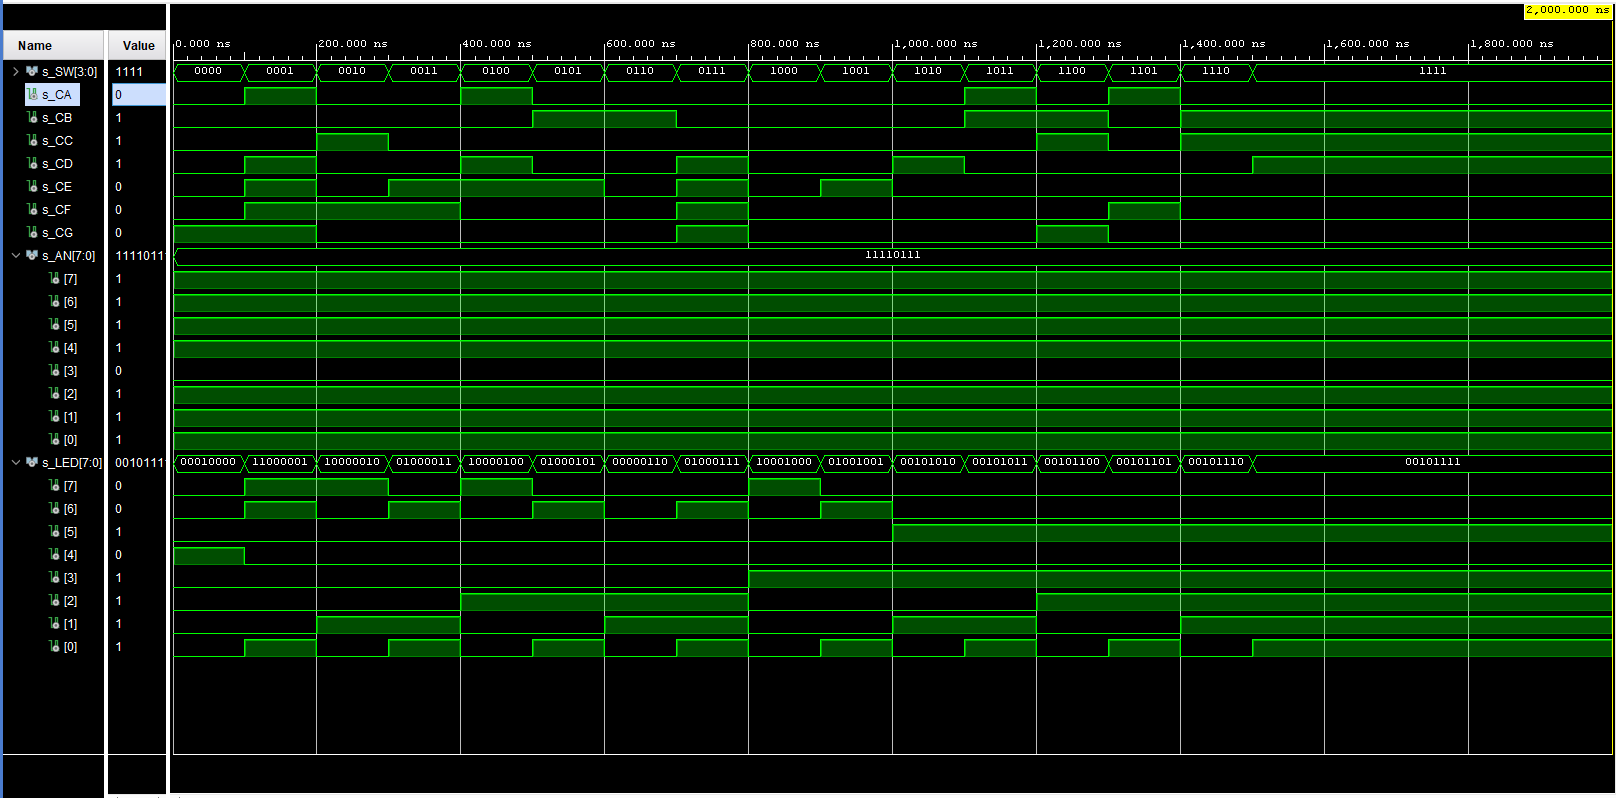 2,000.000 ns
Name Value 0.000 ns 200.000 ns 400.000 ns 600.000 ns 800.000 ns 1,000.000 ns 1,200.000 ns 1,400.000 ns 1,600.000 ns 1,800.000 ns
s_SW[3:0] 1111 0000 0001 0010 0011 0100 0101 0110 0111 1000 1001 1010 1011 1100 1101 1110 1111
s_CA 0
s_CB 1
s_CC 1
s_CD 1
s_CE 0
s_CF 0
s_CG 0
s_AN[7:0] 1111011 11110111
[7] 1
[6] 1
[5] 1
[4] 1
[3] 0
[2] 1
[1] 1
[0] 1
s_LED[7:0] 0010111 00010000 11000001 10000010 01000011 10000100 01000101 00000110 01000111 10001000 01001001 00101010 00101011 00101100 00101101 00101110 00101111
[7] 0
[6] 0
[5] 1
[4] 0
[3] 1
[2] 1
[1] 1
[0] 1